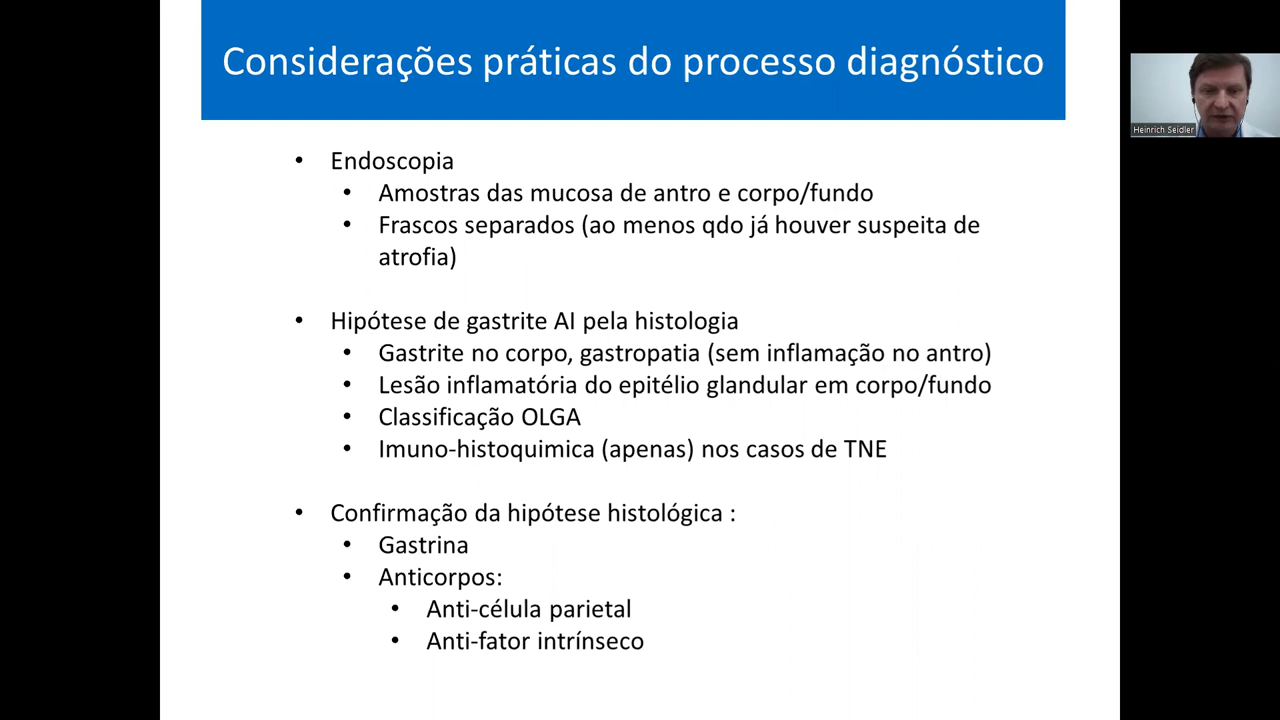 Considerações práticas do processo diagnóstico
Heinrich Seidler
• Endoscopia
• Amostras das mucosa de antro e corpo/fundo
• Frascos separados (ao menos qdo já houver suspeita de
atrofia)
• Hipótese de gastrite AI pela histologia
• Gastrite no corpo, gastropatia (sem inflamação no antro)
• Lesão inflamatória do epitélio glandular em corpo/fundo
• Classificação OLGA
• Imuno-histoquimica (apenas) nos casos de TNE
• Confirmação da hipótese histológica :
• Gastrina
• Anticorpos:
• Anti-célula parietal
• Anti-fator intrínseco